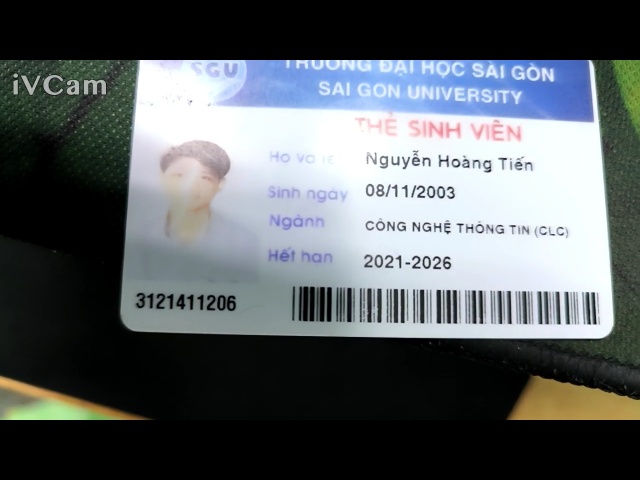 iVCam
SGU
TRƯỜNG ĐẠI HỌC SÀI GÒN
SAI GON UNIVERSITY
THẺ SINH VIÊN
Họ và tên Nguyễn Hoàng Tiến
Sinh ngày 08/11/2003
Ngành CÔNG NGHỆ THÔNG TIN (CLC)
Hết hạn 2021-2026
3121411206